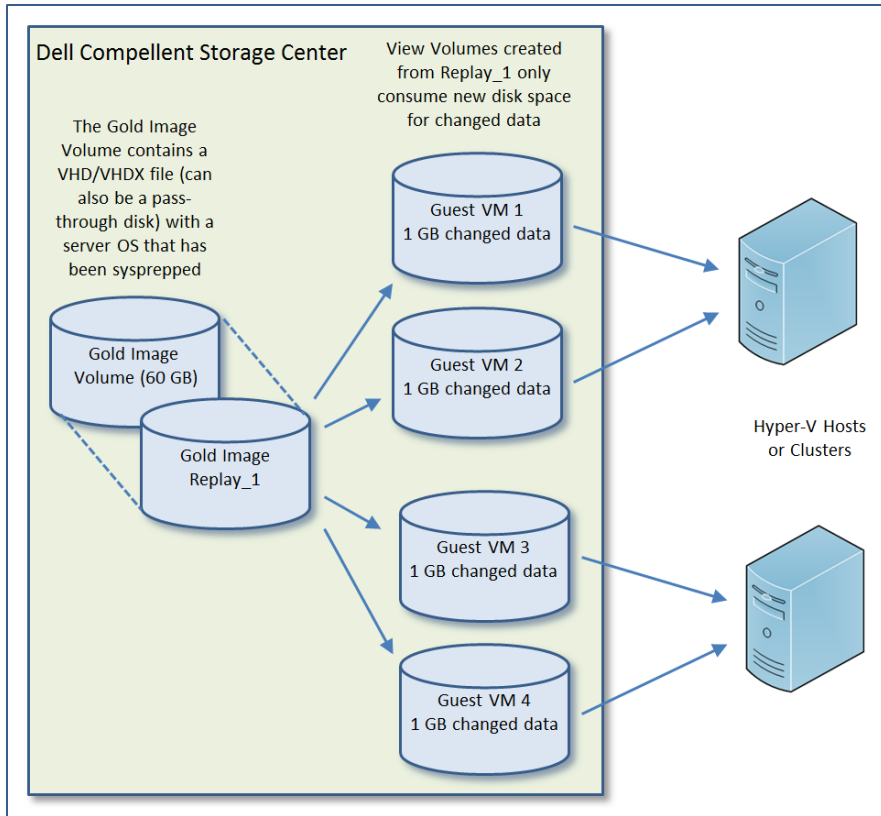 Dell Compellent Storage Center
View Volumes created
from Replay_1 only
consume new disk space
for changed data
The Gold Image
Volume contains a
VHD/VHDX file (can
also be a pass-
through disk) with a
server OS that has
been sysprepped
Gold Image
Volume (60 GB)
Gold Image
Replay_1
Guest VM 1
1 GB changed data
Guest VM 2
1 GB changed data
Guest VM 3
1 GB changed data
Guest VM 4
1 GB changed data
Hyper-V Hosts
or Clusters